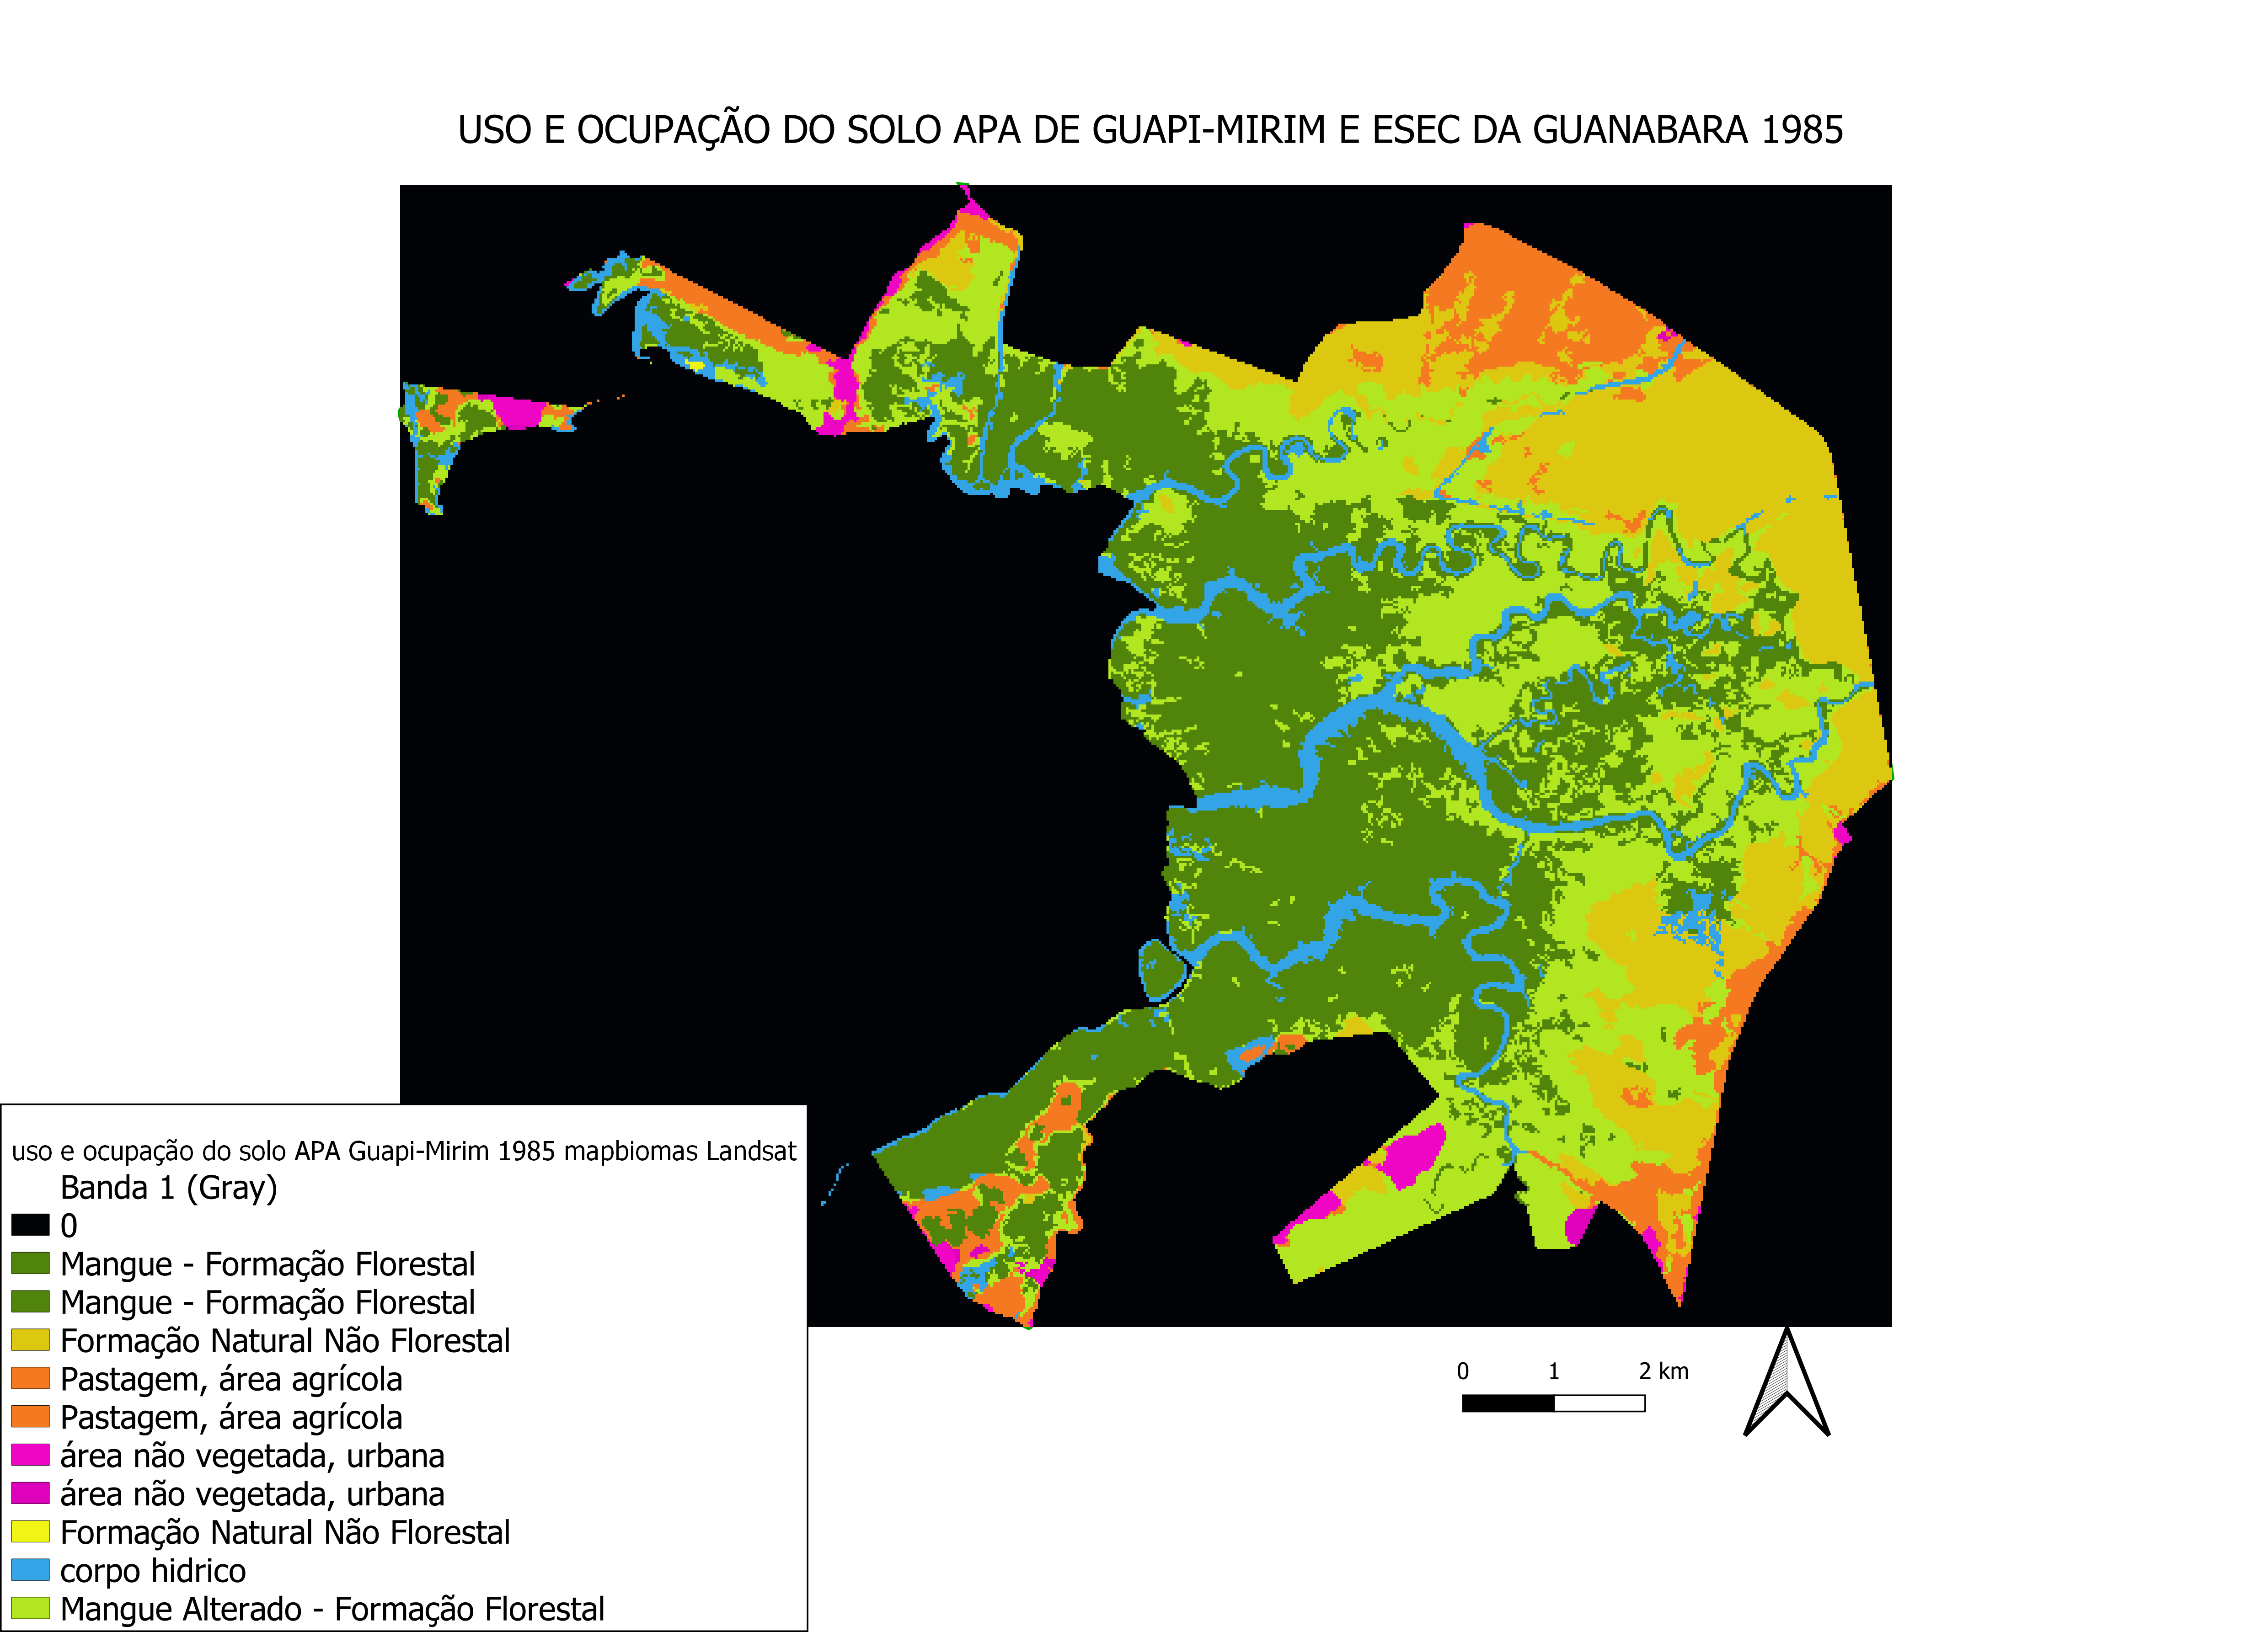 USO E OCUPAÇÃO DO SOLO APA DE GUAPI-MIRIM E ESEC DA GUANABARA 1985
uso e ocupação do solo APA Guapi-Mirim 1985 mapbiomas Landsat
Banda 1 (Gray)
0
Mangue - Formação Florestal
Mangue - Formação Florestal
Formação Natural Não Florestal
Pastagem, área agrícola
Pastagem, área agrícola
área não vegetada, urbana
área não vegetada, urbana
Formação Natural Não Florestal
corpo hidrico
Mangue Alterado - Formação Florestal
0 1 2 km